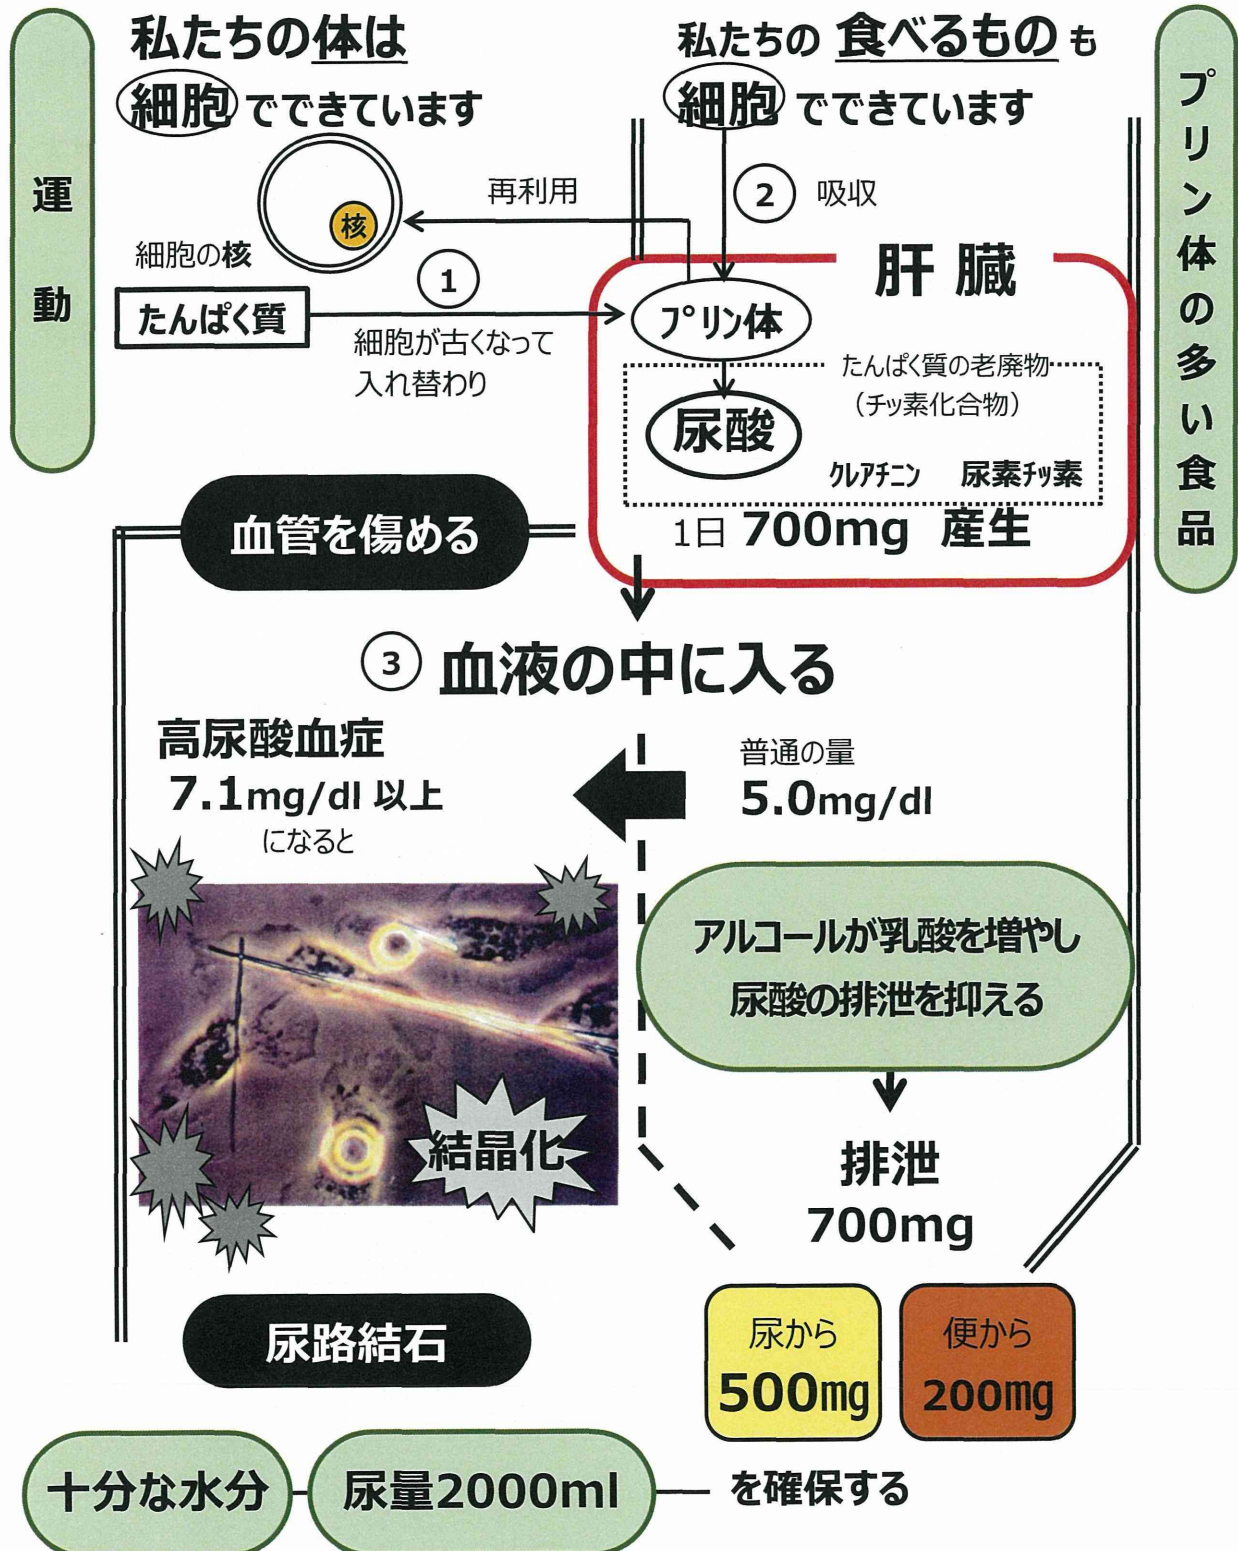 私たちの体は
細胞でできています
私たちの 食べるものも
細胞でできています
運動
プリン体の多い食品
核
再利用
② 吸収
細胞の核
たんぱく質
①
細胞が古くなって
入れ替わり
肝臓
プリン体
たんぱく質の老廃物
(チッ素化合物)
尿酸
クレアチニン 尿素チッ素
1日 700mg 産生
血管を傷める
③ 血液の中に入る
高尿酸血症
7.1mg/dl 以上
になると
普通の量
5.0mg/dl
アルコールが乳酸を増やし
尿酸の排泄を抑える
結晶化
排泄
700mg
尿路結石
尿から
500mg
便から
200mg
十分な水分 尿量2000ml を確保する